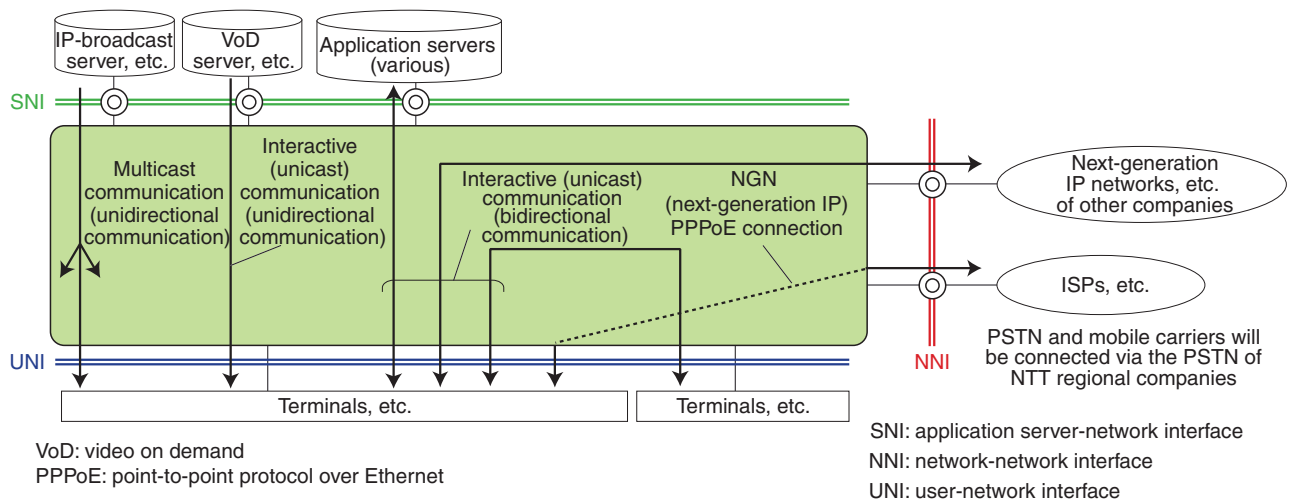 IP-broadcast
server, etc.
VoD
server, etc.
Application servers
(various)
SNI
Multicast
communication
(unidirectional
communication)
Interactive
(unicast)
communication
(unidirectional
communication)
Interactive (unicast)
communication
(bidirectional
communication)
NGN
(next-generation IP)
PPPoE connection
Next-generation
IP networks, etc.
of other companies
ISPs, etc.
UNI
NNI
PSTN and mobile carriers will
be connected via the PSTN of
NTT regional companies
Terminals, etc.
Terminals, etc.
VoD: video on demand
PPPoE: point-to-point protocol over Ethernet
SNI: application server-network interface
NNI: network-network interface
UNI: user-network interface